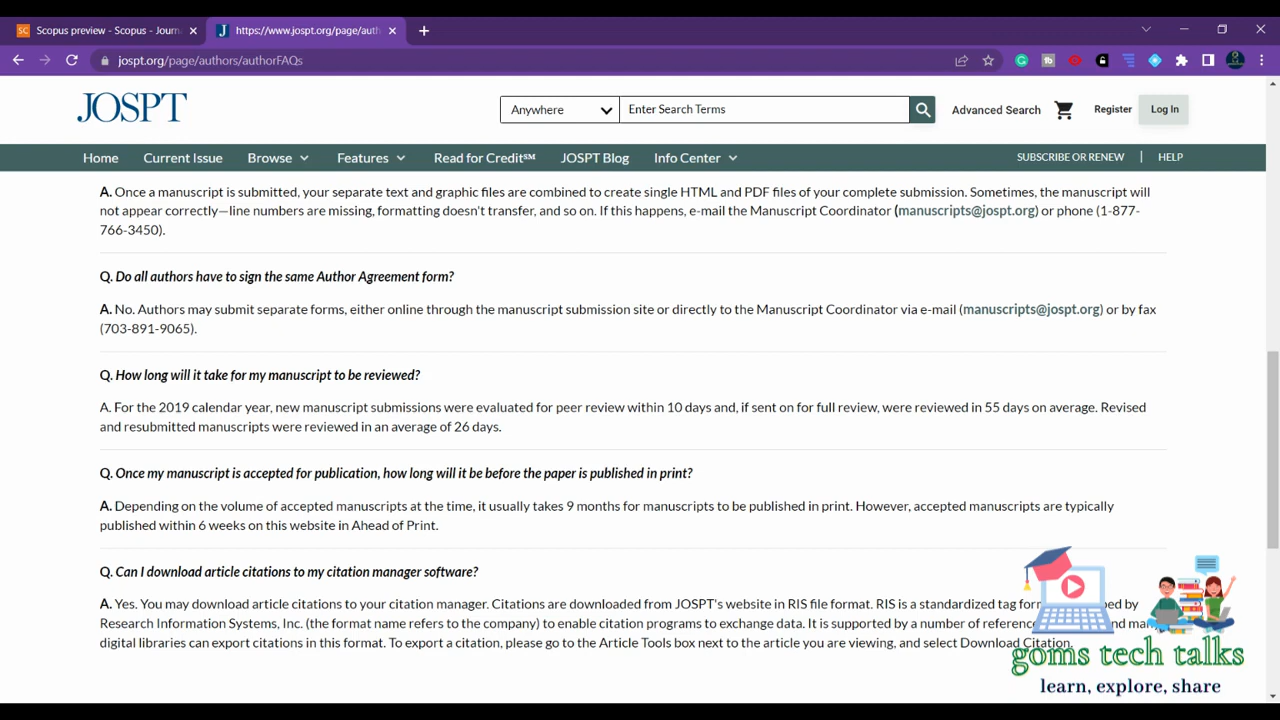 Scopus preview - Scopus - Journ
https://www.jospt.org/page/auth
jospt.org/page/authors/authorFAQs
JOSPT
Anywhere
Enter Search Terms
Advanced Search
Register
Log In
Home
Current Issue
Browse
Features
Read for Credit℠
JOSPT Blog
Info Center
SUBSCRIBE OR RENEW
HELP
A. Once a manuscript is submitted, your separate text and graphic files are combined to create single HTML and PDF files of your complete submission. Sometimes, the manuscript will
not appear correctly—line numbers are missing, formatting doesn't transfer, and so on. If this happens, e-mail the Manuscript Coordinator (manuscripts@jospt.org) or phone (1-877-
766-3450).
Q. Do all authors have to sign the same Author Agreement form?
A. No. Authors may submit separate forms, either online through the manuscript submission site or directly to the Manuscript Coordinator via e-mail (manuscripts@jospt.org) or by fax
(703-891-9065).
Q. How long will it take for my manuscript to be reviewed?
A. For the 2019 calendar year, new manuscript submissions were evaluated for peer review within 10 days and, if sent on for full review, were reviewed in 55 days on average. Revised
and resubmitted manuscripts were reviewed in an average of 26 days.
Q. Once my manuscript is accepted for publication, how long will it be before the paper is published in print?
A. Depending on the volume of accepted manuscripts at the time, it usually takes 9 months for manuscripts to be published in print. However, accepted manuscripts are typically
published within 6 weeks on this website in Ahead of Print.
Q. Can I download article citations to my citation manager software?
A. Yes. You may download article citations to your citation manager. Citations are downloaded from JOSPT's website in RIS file format. RIS is a standardized tag by
Research Information Systems, Inc. (the format name refers to the company) to enable citation programs to exchange data. It is supported by a number of reference and
digital libraries can export citations in this format. To export a citation, please go to the Article Tools box next to the article you are viewing, and select Download Citation.
goms tech talks
learn, explore, share